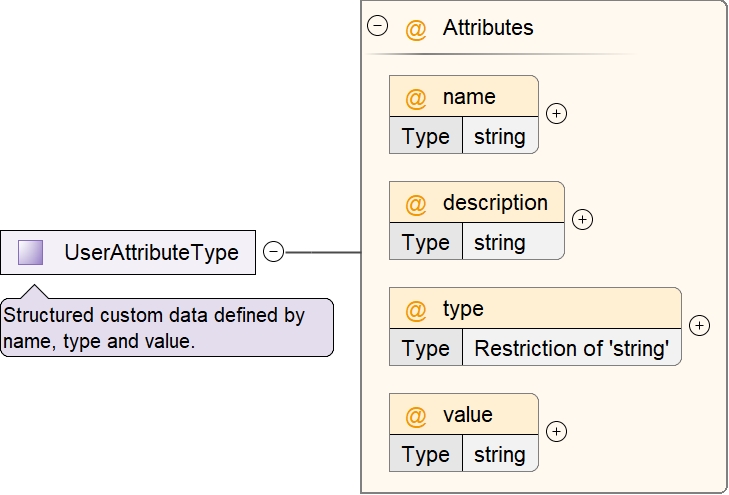 @ Attributes
@ name
Type string
@ description
Type string
UserAttributeType
Structured custom data defined by
name, type and value.
@ type
Type Restriction of 'string'
@ value
Type string